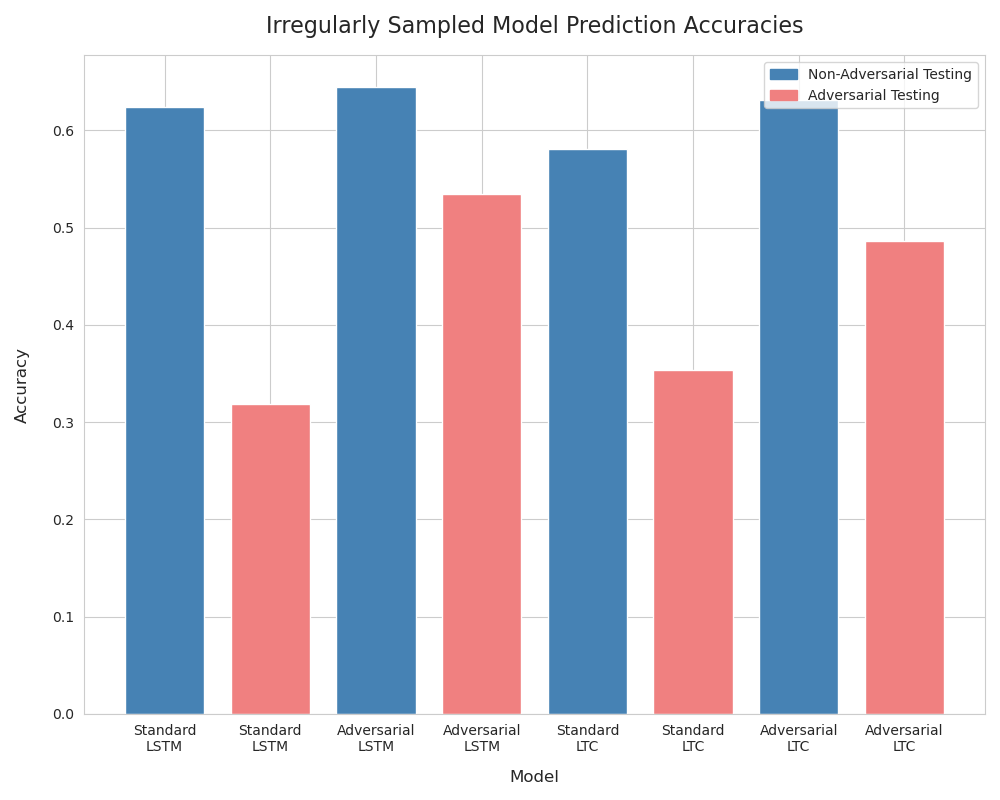 Irregularly Sampled Model Prediction Accuracies
Non-Adversarial Testing
Adversarial Testing
Accuracy
0.6
0.5
0.4
0.3
0.2
0.1
0.0
Standard
LSTM
Standard
LSTM
Adversarial
LSTM
Adversarial
LSTM
Standard
LTC
Standard
LTC
Adversarial
LTC
Adversarial
LTC
Model